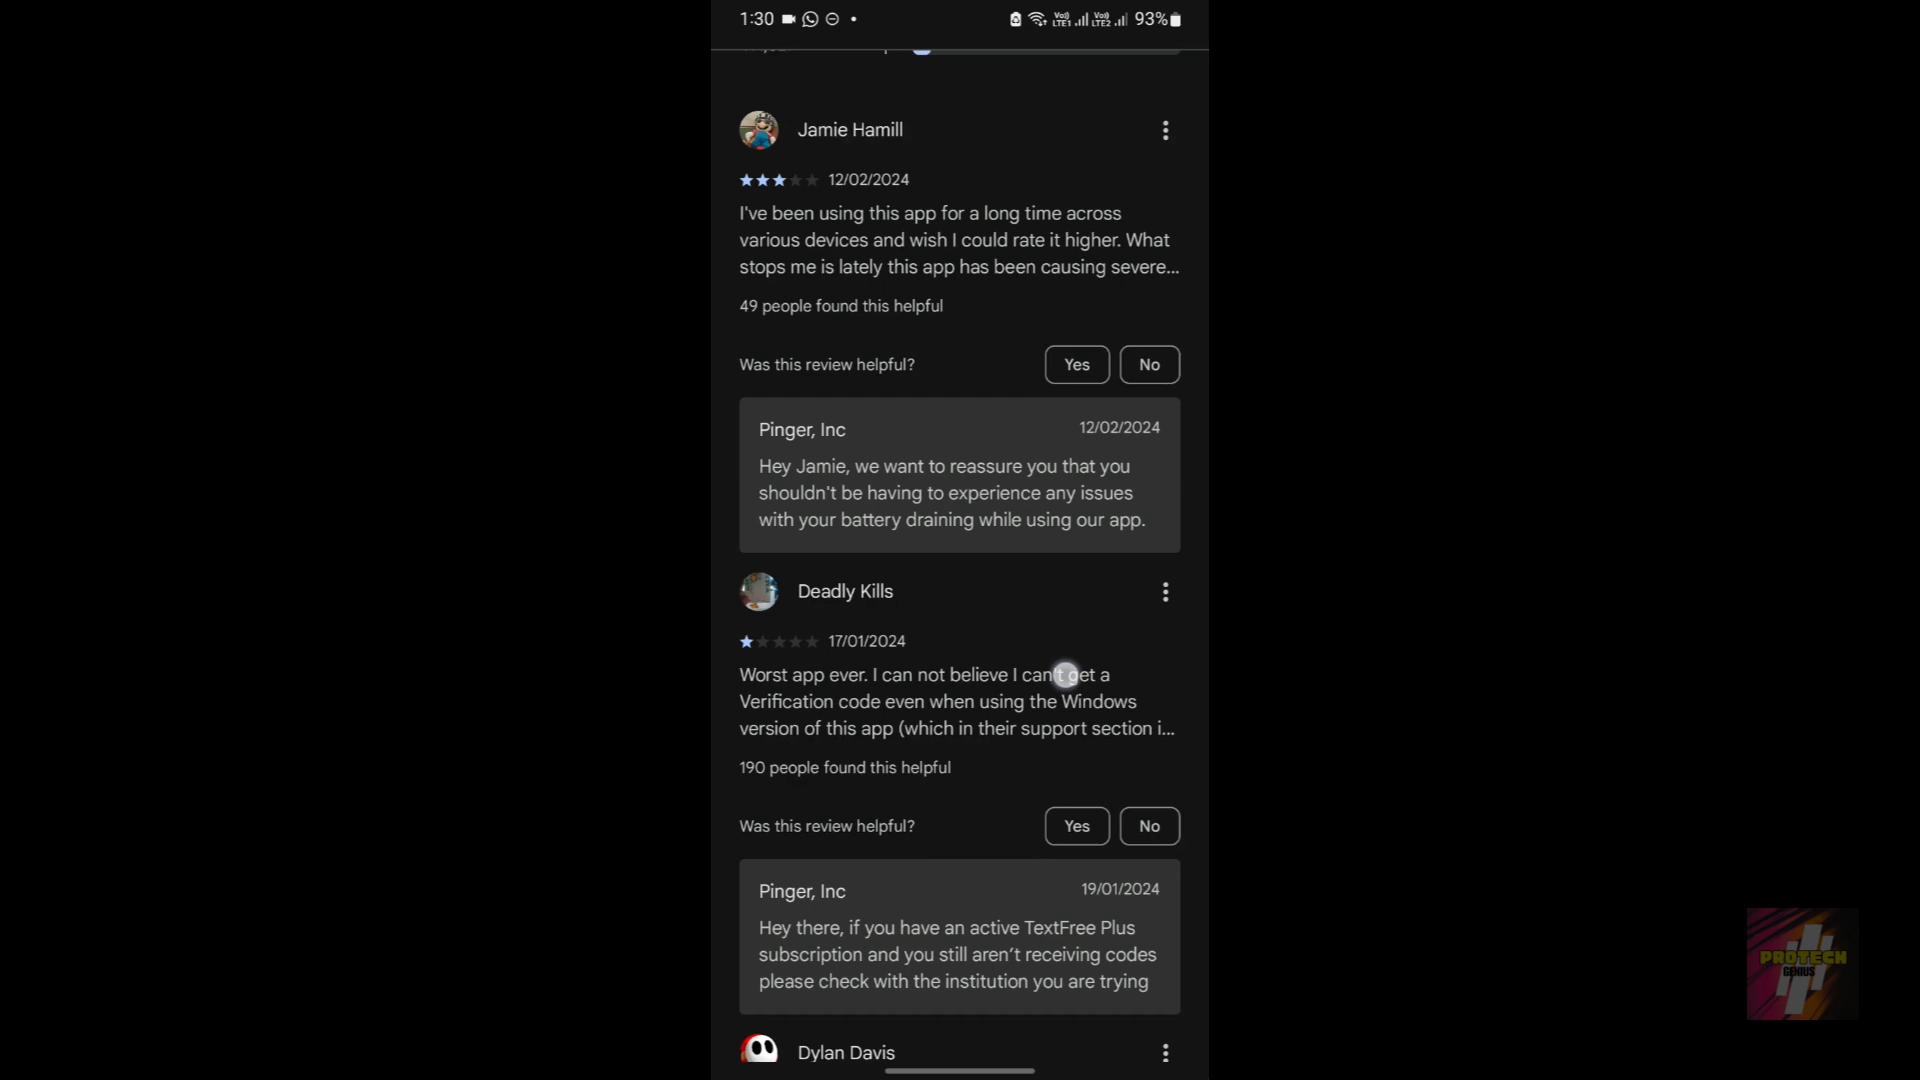 1:30
Vo)) LTE1 Vo)) LTE2 93%
Jamie Hamill
12/02/2024
I've been using this app for a long time across
various devices and wish I could rate it higher. What
stops me is lately this app has been causing severe...
49 people found this helpful
Was this review helpful?
Yes
No
Pinger, Inc
12/02/2024
Hey Jamie, we want to reassure you that you
shouldn't be having to experience any issues
with your battery draining while using our app.
Deadly Kills
17/01/2024
Worst app ever. I can not believe I can't get a
Verification code even when using the Windows
version of this app (which in their support section i...
190 people found this helpful
Was this review helpful?
Yes
No
Pinger, Inc
19/01/2024
Hey there, if you have an active TextFree Plus
subscription and you still aren’t receiving codes
please check with the institution you are trying
Dylan Davis
PROTECH
GENIUS